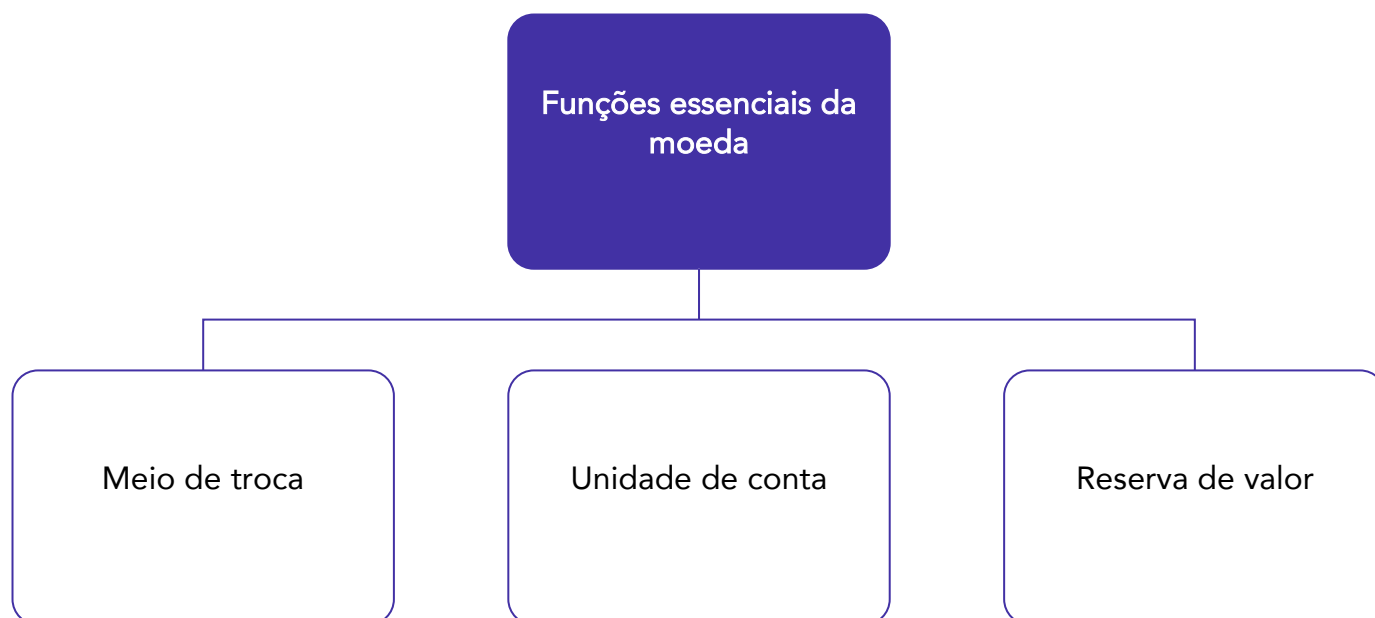 Funções essenciais da
moeda
Meio de troca
Unidade de conta
Reserva de valor